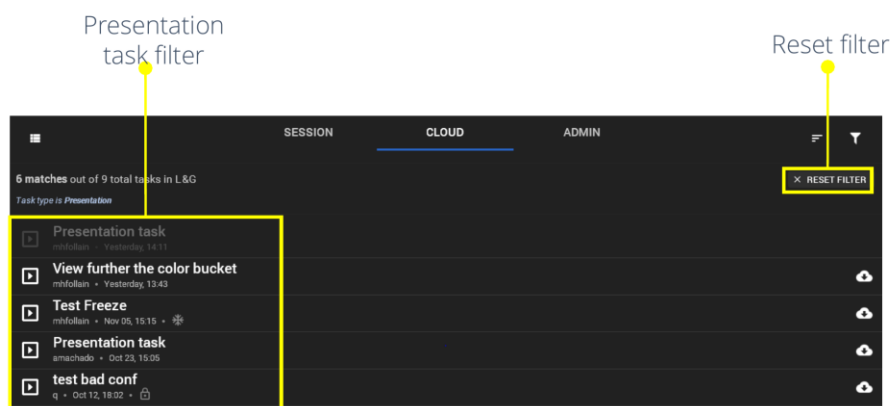 Presentation
task filter
Reset filter
SESSION CLOUD ADMIN
6 matches out of 9 total tasks in L&G
× RESET FILTER
Task type is Presentation
Presentation task
mhfollain - Yesterday, 14:11
View further the color bucket
mhfollain • Yesterday, 13:43
Test Freeze
mhfollain • Nov 05, 15:15 •
Presentation task
amachado • Oct 23, 15:05
test bad conf
q • Oct 12, 18:02 •